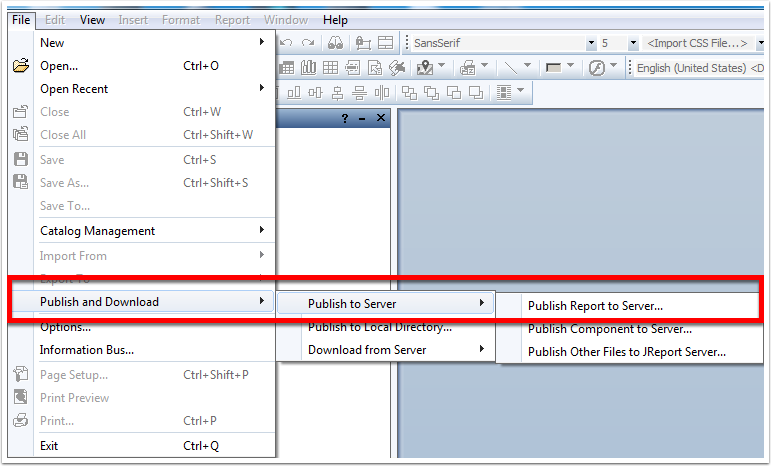 File Edit View Insert Format Report Window Help
New
SansSerif 5 <Import CSS File...>
Open... Ctrl+O
English (United States) <D
Open Recent
Close Ctrl+W
? – ×
Close All Ctrl+Shift+W
Save Ctrl+S
Save As... Ctrl+Shift+S
Save To...
Catalog Management
Import From
Export To
Publish and Download Publish to Server Publish Report to Server...
Options... Publish to Local Directory... Publish Component to Server...
Information Bus... Download from Server Publish Other Files to JReport Server...
Page Setup... Ctrl+Shift+P
Print Preview
Print... Ctrl+P
Exit Ctrl+Q